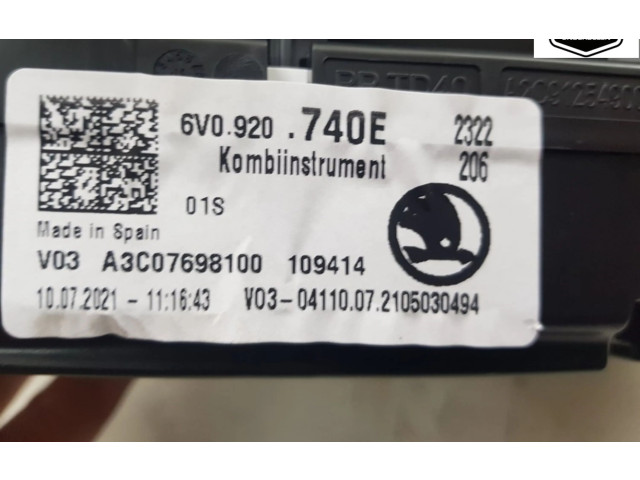 6V0.920 .740E 2322
Kombiinstrument 206
01S
Made in Spain
V03 A3C07698100 109414
10.07.2021 - 11:16:43 V03-04110.07.2105030494